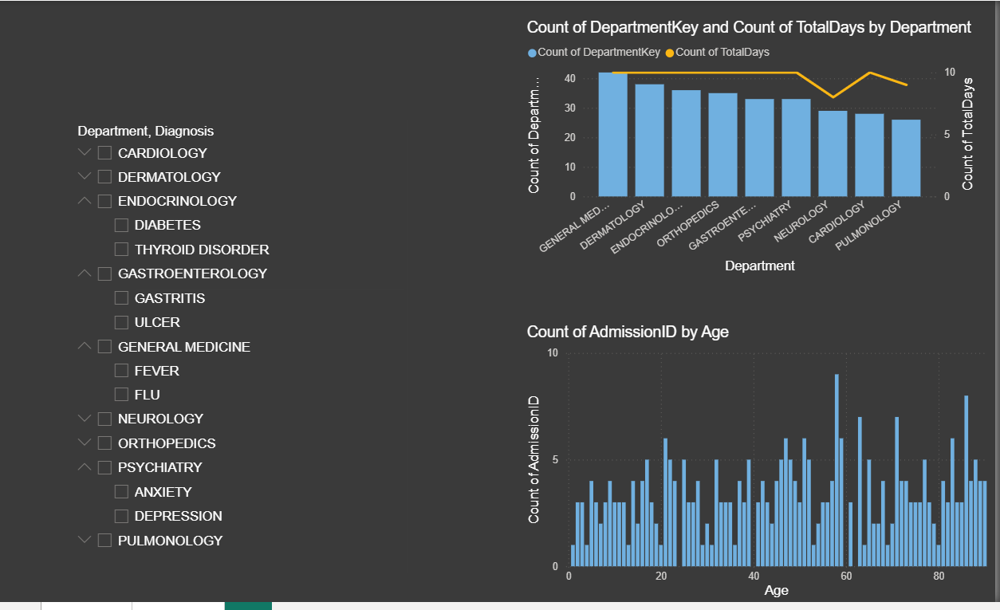 Department, Diagnosis
CARDIOLOGY
DERMATOLOGY
ENDOCRINOLOGY
DIABETES
THYROID DISORDER
GASTROENTEROLOGY
GASTRITIS
ULCER
GENERAL MEDICINE
FEVER
FLU
NEUROLOGY
ORTHOPEDICS
PSYCHIATRY
ANXIETY
DEPRESSION
PULMONOLOGY
Count of DepartmentKey and Count of TotalDays by Department
Count of DepartmentKey Count of TotalDays
Count of Departm...
40
30
20
10
0
10
5
0
Count of TotalDays
GENERAL MED...
DERMATOLOGY
ENDOCRINOLO...
ORTHOPEDICS
GASTROENTE...
PSYCHIATRY
NEUROLOGY
CARDIOLOGY
PULMONOLOGY
Department
Count of AdmissionID by Age
Count of AdmissionID
10
5
0
0 20 40 60 80
Age